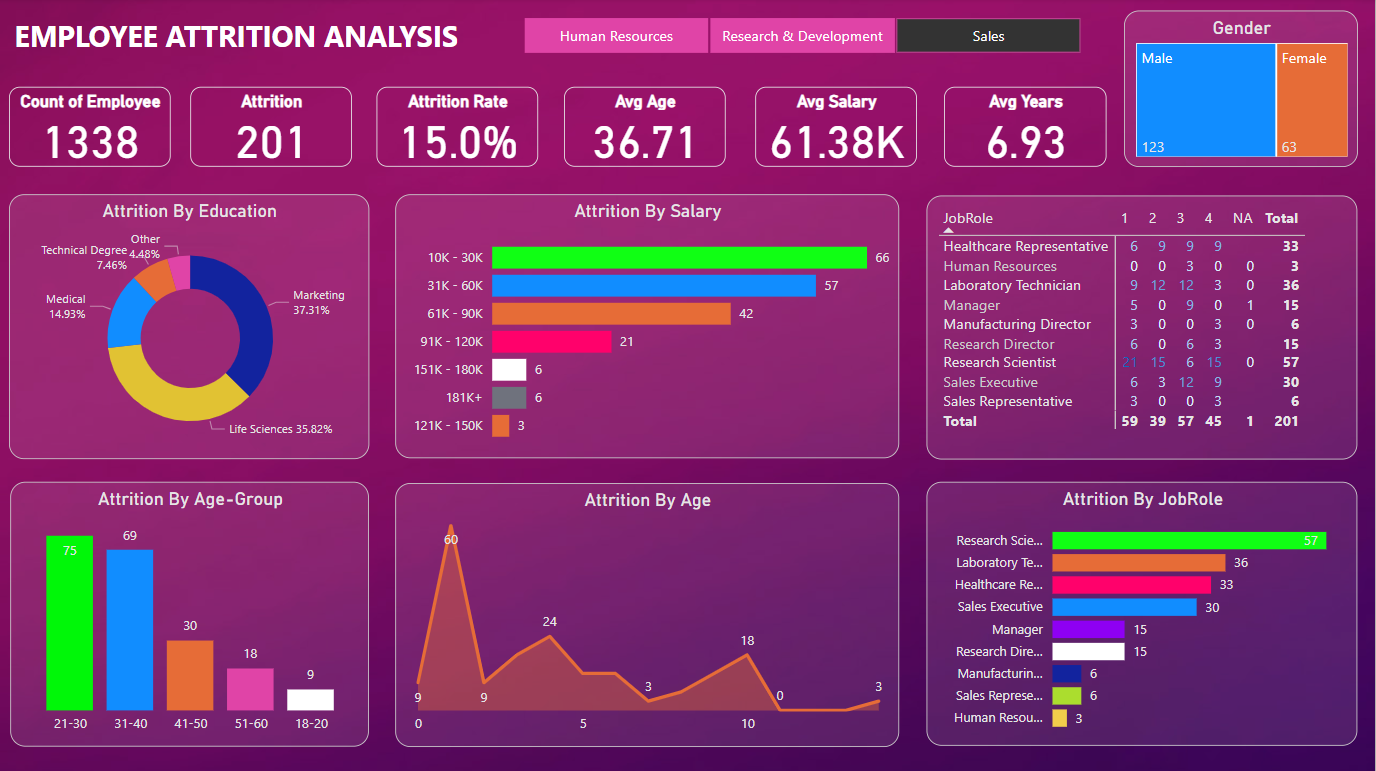 EMPLOYEE ATTRITION ANALYSIS
Human Resources
Research & Development
Sales
Gender
Male
Female
123
63
Count of Employee
1338
Attrition
201
Attrition Rate
15.0%
Avg Age
36.71
Avg Salary
61.38K
Avg Years
6.93
Attrition By Education
Other
4.48%
Technical Degree
7.46%
Medical
14.93%
Marketing
37.31%
Life Sciences 35.82%
Attrition By Salary
10K - 30K 66
31K - 60K 57
61K - 90K 42
91K - 120K 21
151K - 180K 6
181K+ 6
121K - 150K 3
JobRole 1 2 3 4 NA Total
Healthcare Representative 6 9 9 9 33
Human Resources 0 0 3 0 0 3
Laboratory Technician 9 12 12 3 0 36
Manager 5 0 9 0 1 15
Manufacturing Director 3 0 0 3 0 6
Research Director 6 0 6 3 15
Research Scientist 21 15 6 15 0 57
Sales Executive 6 3 12 9 30
Sales Representative 3 0 0 3 6
Total 59 39 57 45 1 201
Attrition By Age-Group
75
69
30
18
9
21-30 31-40 41-50 51-60 18-20
Attrition By Age
60
24
18
9
9
3
0
3
0 5 10
Attrition By JobRole
Research Scie... 57
Laboratory Te... 36
Healthcare Re... 33
Sales Executive 30
Manager 15
Research Dire... 15
Manufacturin... 6
Sales Represe... 6
Human Resou... 3